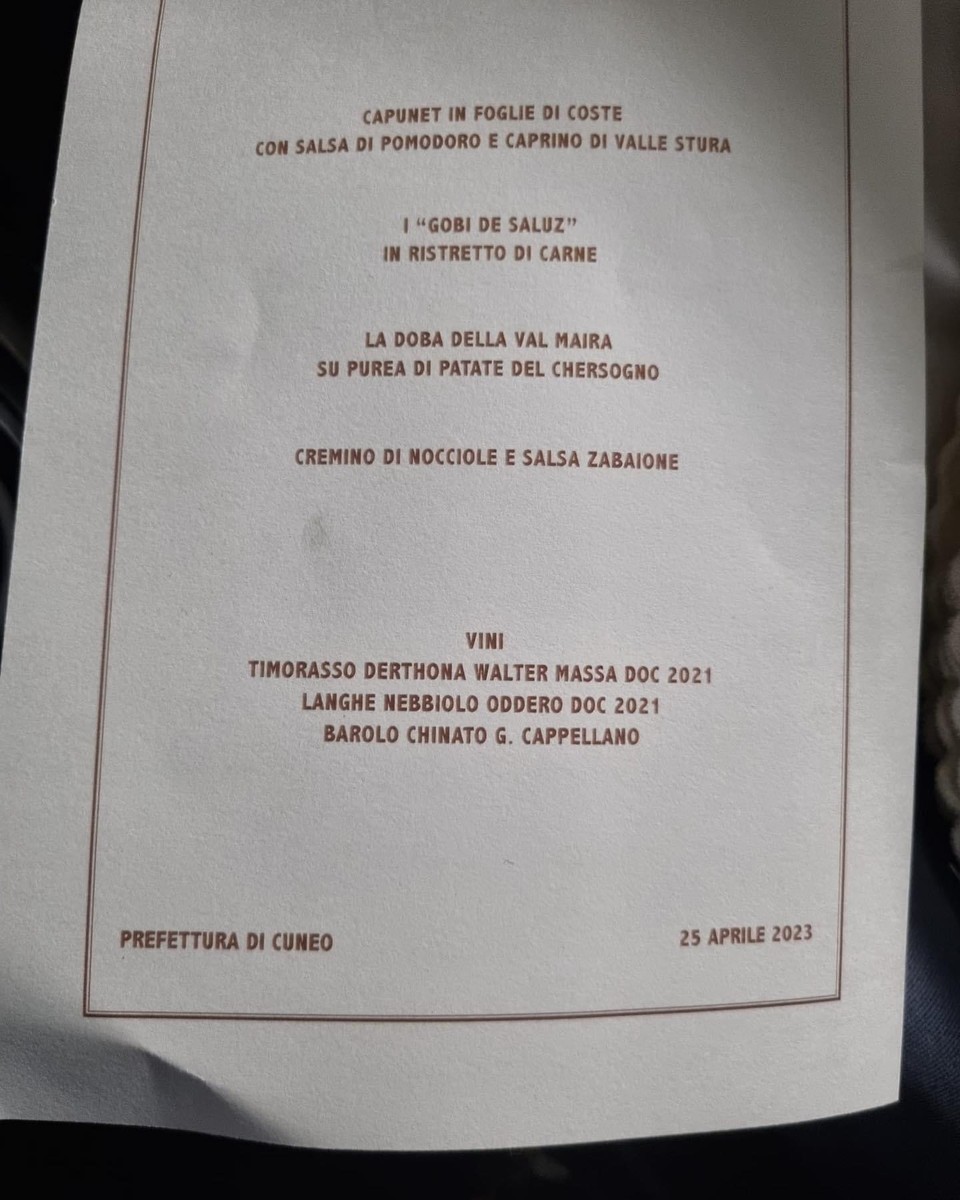 CAPUNET IN FOGLIE DI COSTE
CON SALSA DI POMODORO E CAPRINO DI VALLE STURA
I “GOBI DE SALUZ”
IN RISTRETTO DI CARNE
LA DOBA DELLA VAL MAIRA
SU PUREA DI PATATE DEL CHERSOGNO
CREMINO DI NOCCIOLE E SALSA ZABAIONE
VINI
TIMORASSO DERTHONA WALTER MASSA DOC 2021
LANGHE NEBBIOLO ODDERO DOC 2021
BAROLO CHINATO G. CAPPELLANO
PREFETTURA DI CUNEO
25 APRILE 2023